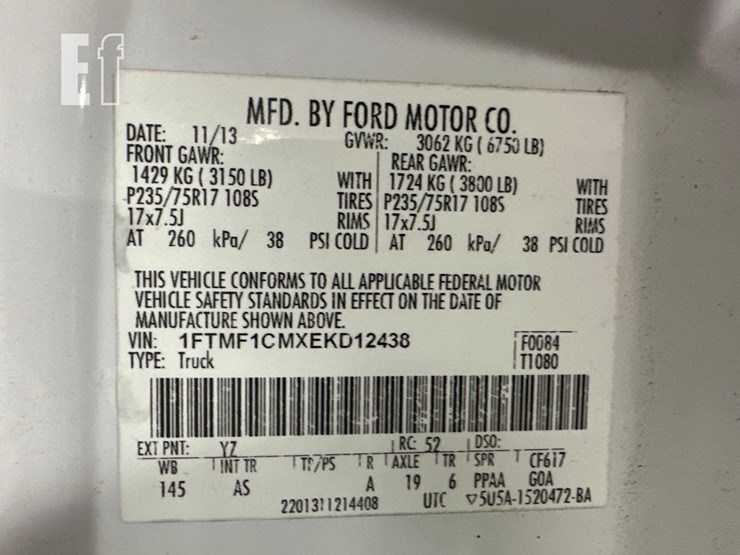 Ef
MFD. BY FORD MOTOR CO.
DATE: 11/13 GVWR: 3062 KG ( 6750 LB)
FRONT GAWR: REAR GAWR:
1429 KG ( 3150 LB) WITH 1724 KG ( 3800 LB) WITH
P235/75R17 108S TIRES P235/75R17 108S TIRES
17x7.5J RIMS 17x7.5J RIMS
AT 260 kPa/ 38 PSI COLD AT 260 kPa/ 38 PSI COLD
THIS VEHICLE CONFORMS TO ALL APPLICABLE FEDERAL MOTOR
VEHICLE SAFETY STANDARDS IN EFFECT ON THE DATE OF
MANUFACTURE SHOWN ABOVE.
VIN: 1FTMF1CMXEKD12438 F0084
TYPE: Truck T1080
EXT PNT: YZ RC: 52 DSO:
WB INT TR TP/PS R AXLE TR SPR CF617
145 AS A 19 6 PPAA GOA
2201311214408 UTC ▽5U5A-1520472-BA